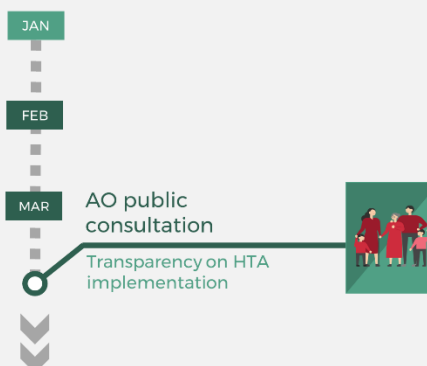 JAN
FEB
MAR
AO public
consultation
Transparency on HTA
implementation